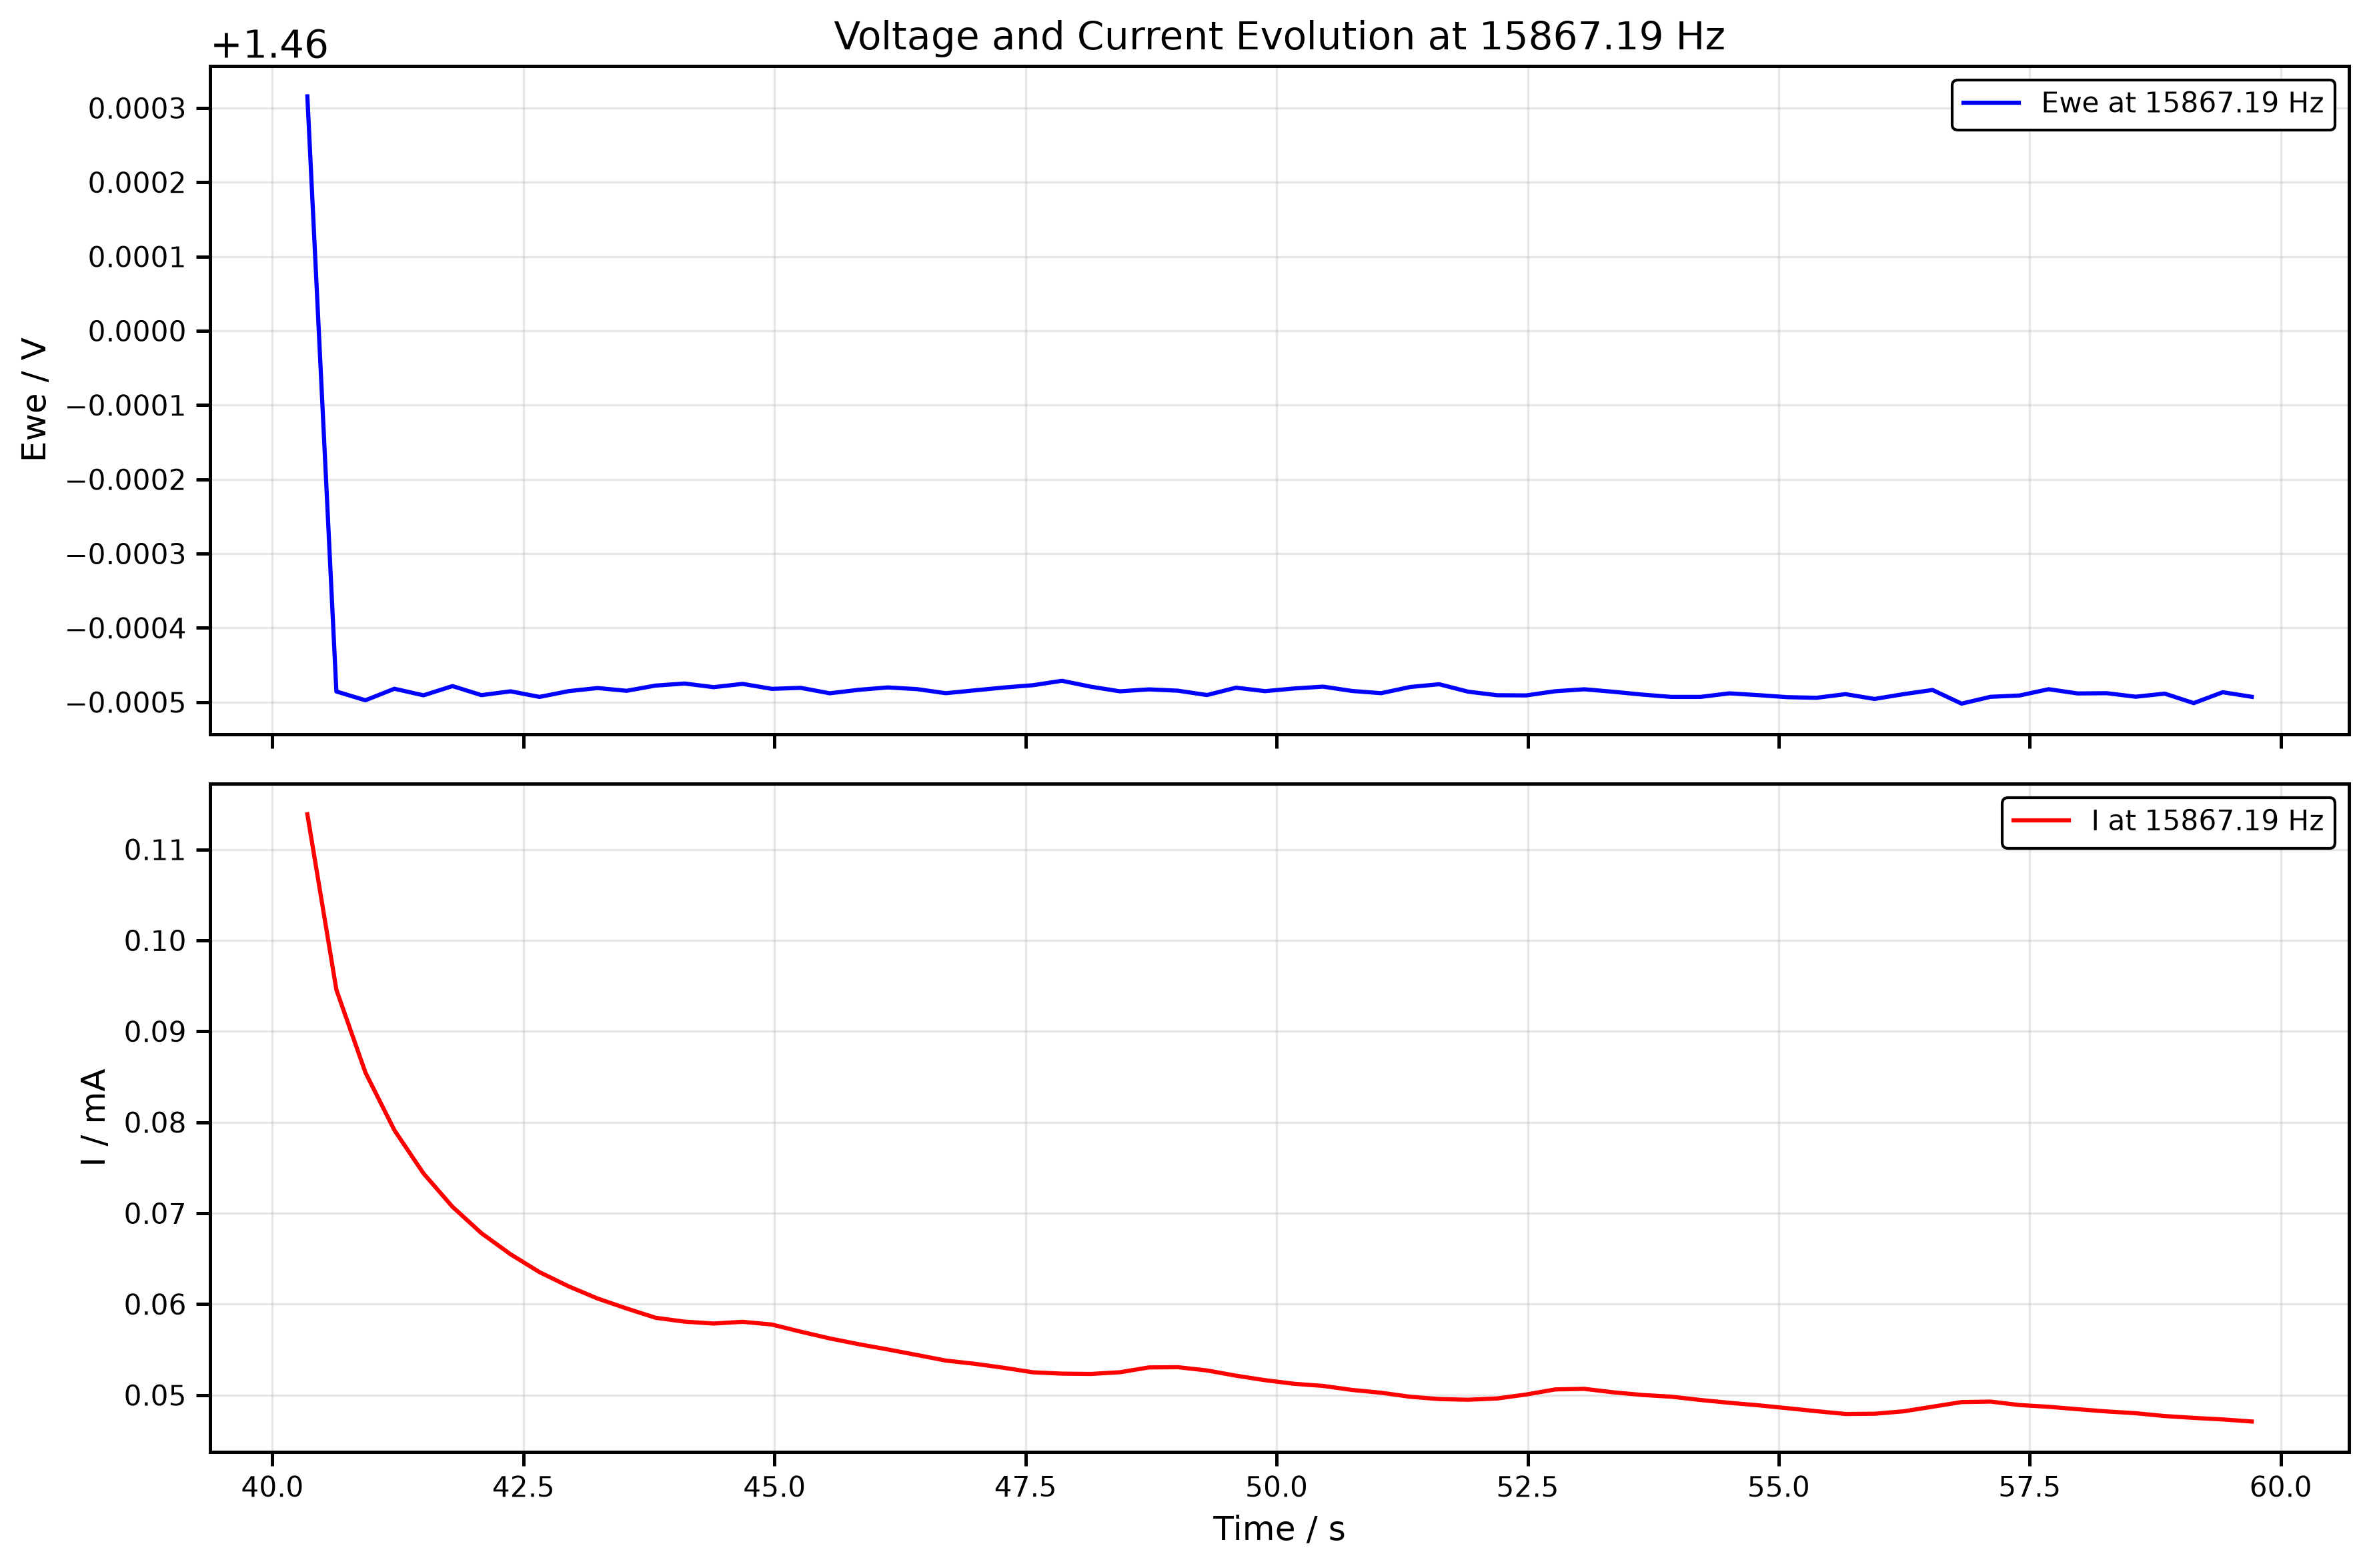 Voltage and Current Evolution at 15867.19 Hz
+1.46
Ewe at 15867.19 Hz
0.0003
0.0002
0.0001
0.0000
−0.0001
−0.0002
−0.0003
−0.0004
−0.0005
Ewe / V
I at 15867.19 Hz
0.11
0.10
0.09
0.08
0.07
0.06
0.05
I / mA
40.0 42.5 45.0 47.5 50.0 52.5 55.0 57.5 60.0
Time / s